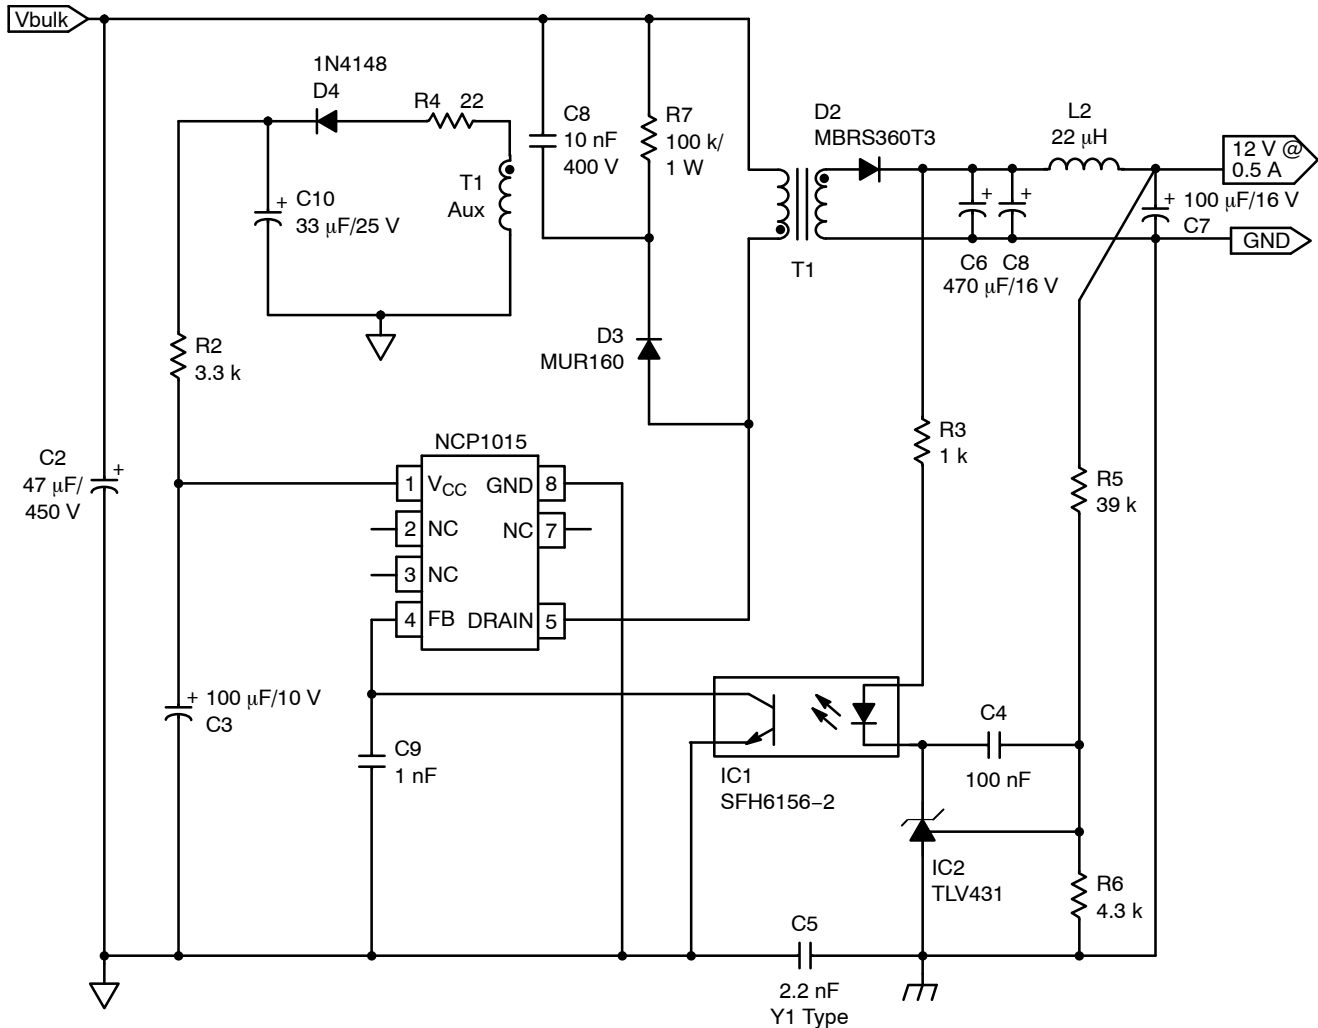 Vbulk
1N4148
D4
R4 22
C8
10 nF
400 V
R7
100 k/
1 W
D2
MBRS360T3
L2
22 μH
12 V @
0.5 A
T1
Aux
+ C10
33 μF/25 V
+
+
+ 100 μF/16 V
C7
GND
T1
C6 C8
470 μF/16 V
R2
3.3 k
D3
MUR160
NCP1015
R3
1 k
C2
47 μF/
450 V
+
1 VCC GND 8
2 NC NC 7
3 NC
4 FB DRAIN 5
R5
39 k
+ 100 μF/10 V
C3
C9
1 nF
IC1
SFH6156−2
C4
100 nF
IC2
TLV431
R6
4.3 k
C5
2.2 nF
Y1 Type